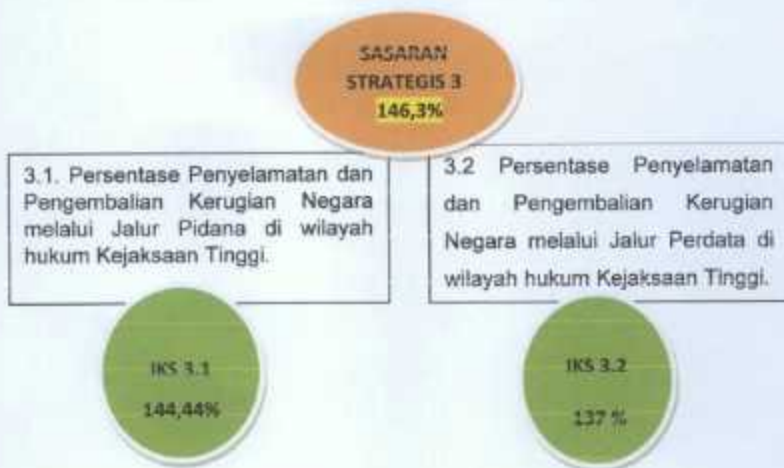 SASARAN
STRATEGIS 3
146,3%
3.1. Persentase Penyelamatan dan
Pengembalian Kerugian Negara
melalui Jalur Pidana di wilayah
hukum Kejaksaan Tinggi.
3.2 Persentase Penyelamatan
dan Pengembalian Kerugian
Negara melalui Jalur Perdata di
wilayah hukum Kejaksaan Tinggi.
IKS 3.1
144,44%
IKS 3.2
137 %